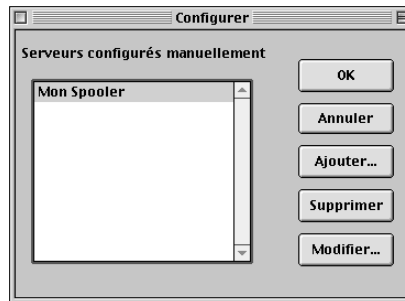 Configurer
Serveurs configurés manuellement
Mon Spooler
OK
Annuler
Ajouter...
Supprimer
Modifier...